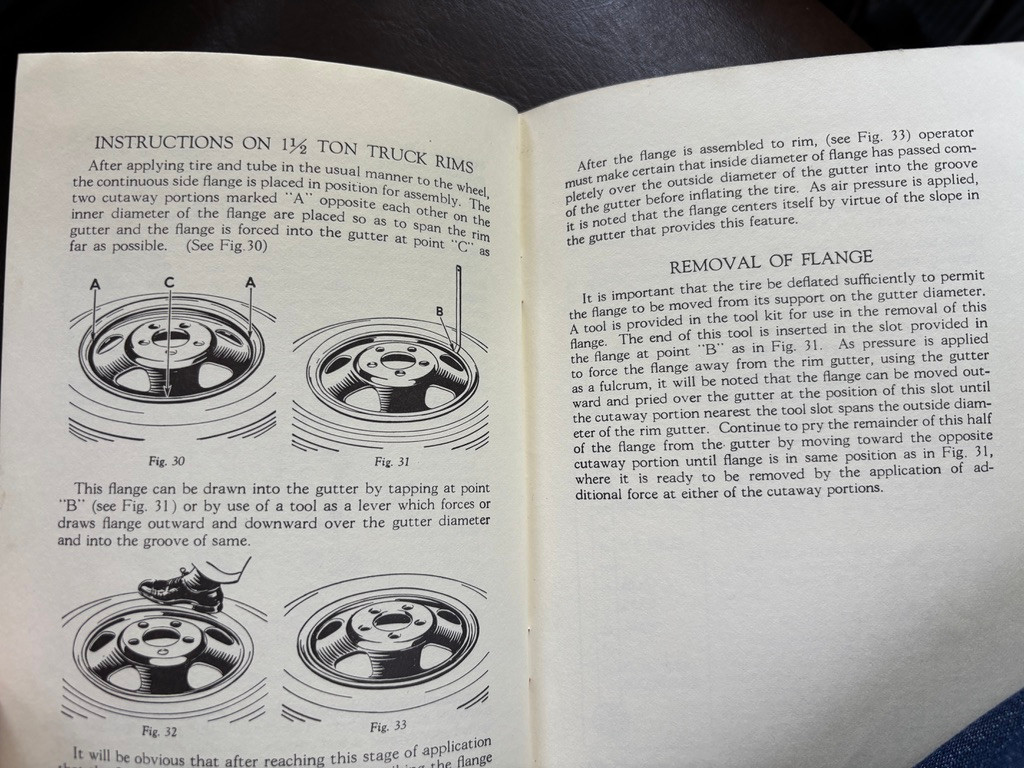 INSTRUCTIONS ON 1½ TON TRUCK RIMS
After applying tire and tube in the usual manner to the wheel,
the continuous side flange is placed in position for assembly. The
two cutaway portions marked "A" opposite each other on the
inner diameter of the flange are placed so as to span the rim
gutter and the flange is forced into the gutter at point "C" as
far as possible. (See Fig.30)
A C A
B
Fig. 30
Fig. 31
This flange can be drawn into the gutter by tapping at point
"B" (see Fig. 31) or by use of a tool as a lever which forces or
draws flange outward and downward over the gutter diameter
and into the groove of same.
Fig. 32
Fig. 33
It will be obvious that after reaching this stage of application
the flange
After the flange is assembled to rim, (see Fig. 33) operator
must make certain that inside diameter of flange has passed com-
pletely over the outside diameter of the gutter into the groove
of the gutter before inflating the tire. As air pressure is applied,
it is noted that the flange centers itself by virtue of the slope in
the gutter that provides this feature.
REMOVAL OF FLANGE
It is important that the tire be deflated sufficiently to permit
the flange to be moved from its support on the gutter diameter.
A tool is provided in the tool kit for use in the removal of this
flange. The end of this tool is inserted in the slot provided in
the flange at point "B" as in Fig. 31. As pressure is applied
to force the flange away from the rim gutter, using the gutter
as a fulcrum, it will be noted that the flange can be moved out-
ward and pried over the gutter at the position of this slot until
the cutaway portion nearest the tool slot spans the outside diam-
eter of the rim gutter. Continue to pry the remainder of this half
of the flange from the gutter by moving toward the opposite
cutaway portion until flange is in same position as in Fig. 31,
where it is ready to be removed by the application of ad-
ditional force at either of the cutaway portions.